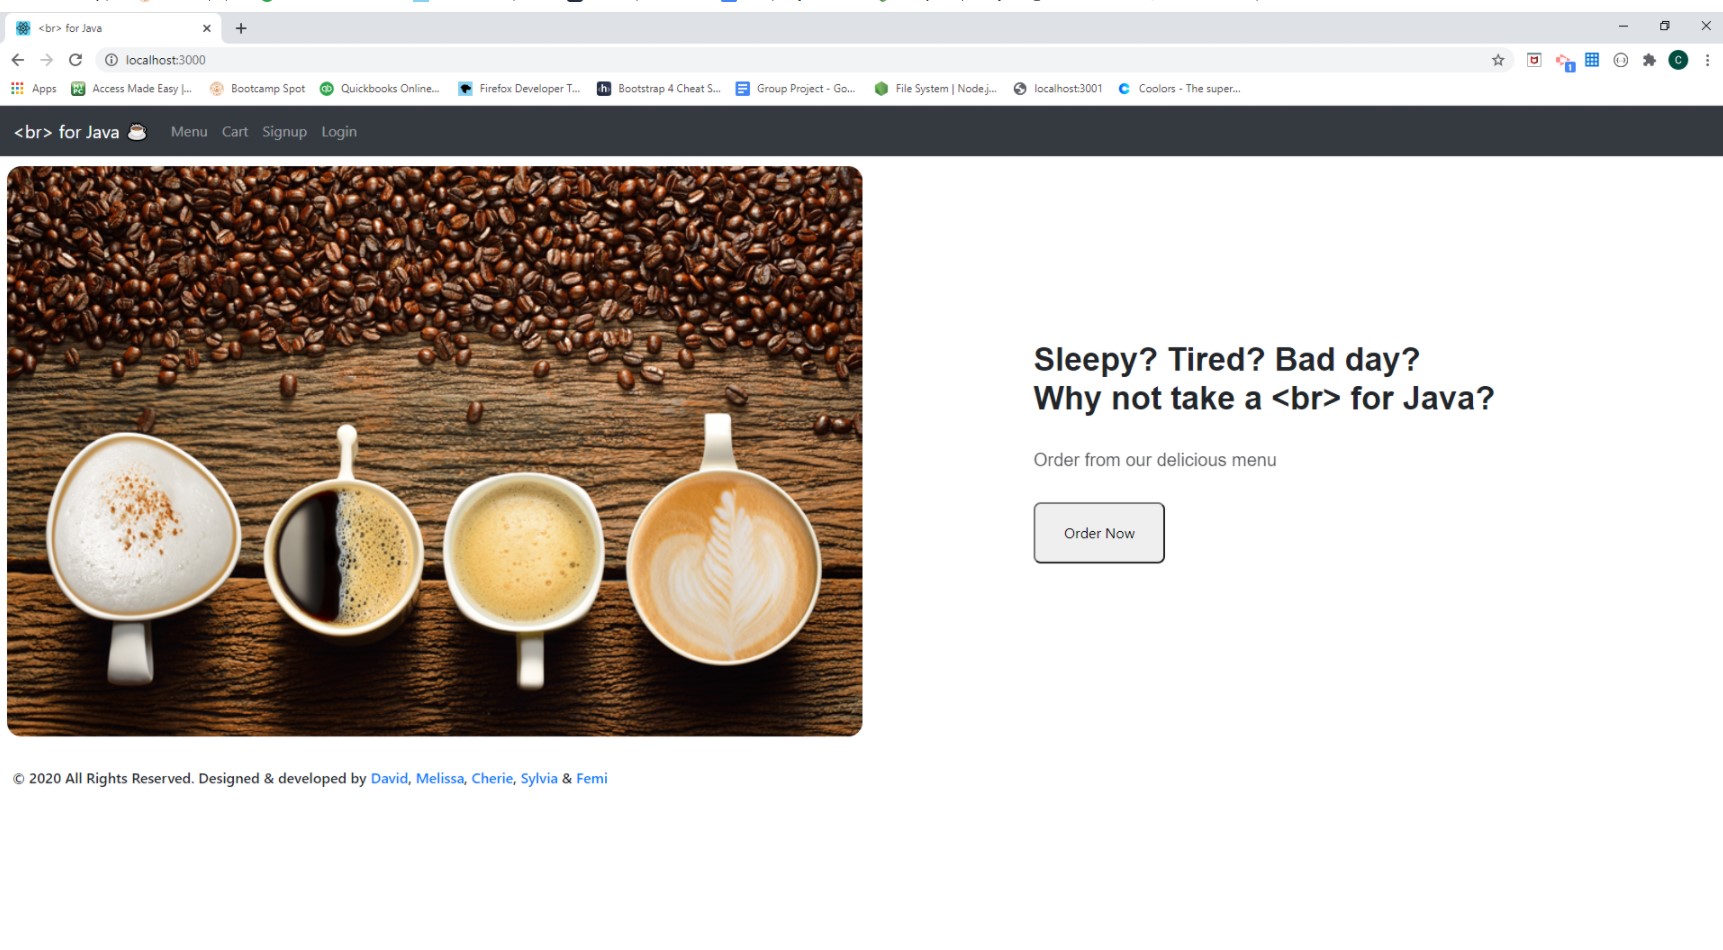 <br> for Java
localhost:3000
Apps
Access Made Easy |...
Bootcamp Spot
Quickbooks Online...
Firefox Developer T...
Bootstrap 4 Cheat S...
Group Project - Go...
File System | Node.j...
localhost:3001
Coolors - The super...
<br> for Java ☕ Menu Cart Signup Login
Sleepy? Tired? Bad day?
Why not take a <br> for Java?
Order from our delicious menu
Order Now
© 2020 All Rights Reserved. Designed & developed by David, Melissa, Cherie, Sylvia & Femi